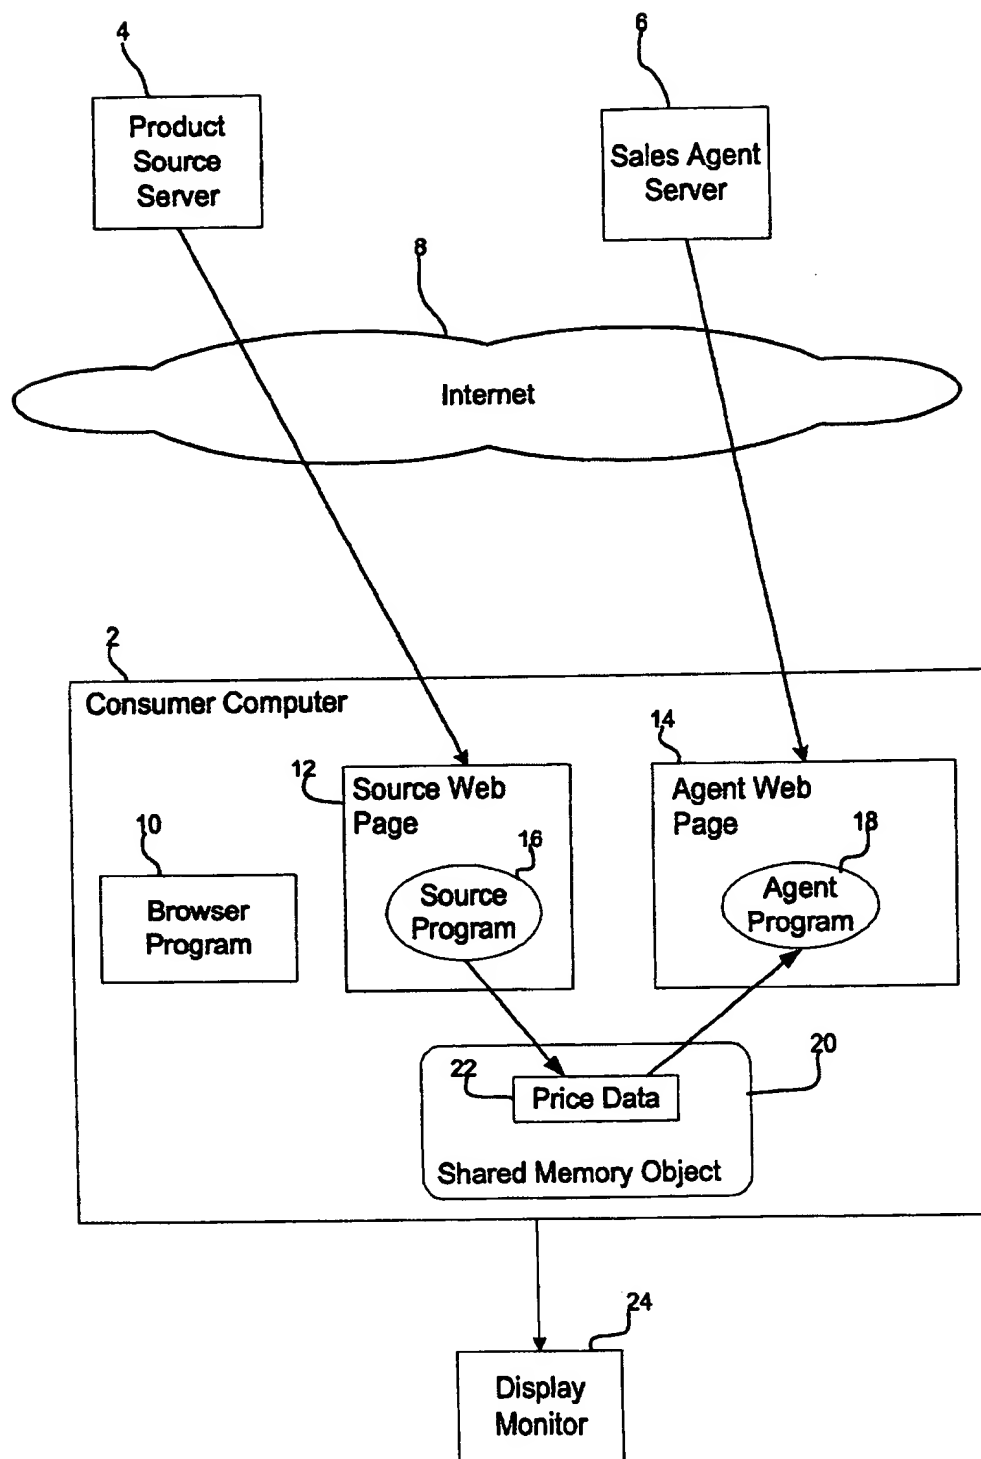 4
6
Product
Source
Server
Sales Agent
Server
8
Internet
2
Consumer Computer
12
Source Web
Page
14
Agent Web
Page
10
16
18
Browser
Program
Source
Program
Agent
Program
20
22
Price Data
Shared Memory Object
24
Display
Monitor